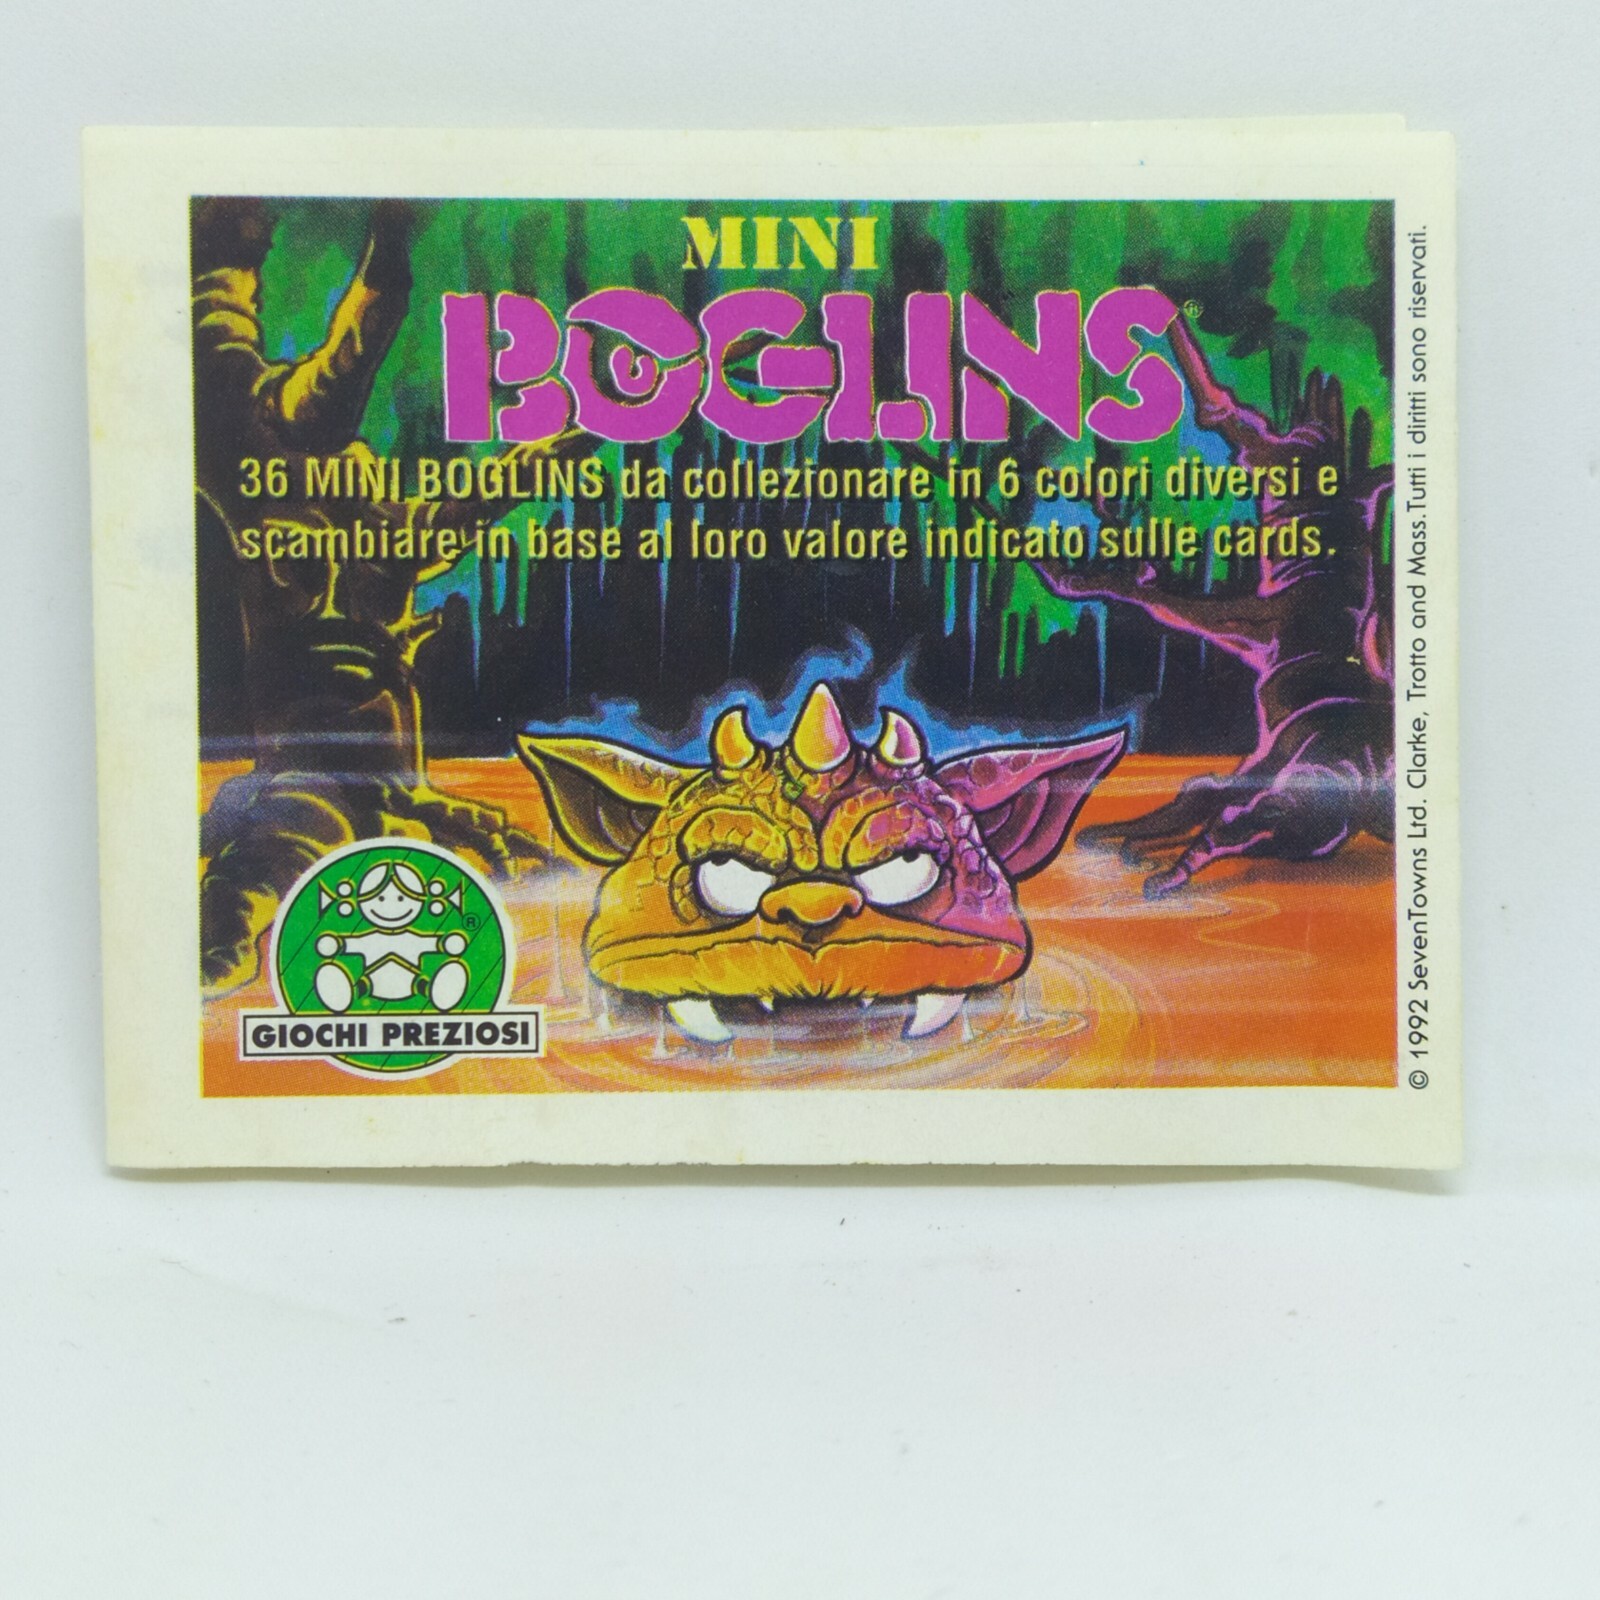 MINI
BOGLINS®
36 MINI BOGLINS da collezionare in 6 colori diversi e
scambiare in base al loro valore indicato sulle cards.
®
GIOCHI PREZIOSI
© 1992 SevenTowns Ltd. Clarke, Trotto and Mass.Tutti i diritti sono riservati.